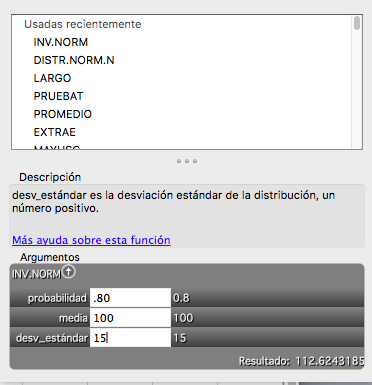 Usadas recientemente
INV.NORM
DISTR.NORM.N
LARGO
PRUEBAT
PROMEDIO
EXTRAE
Descripción
desv_estándar es la desviación estándar de la distribución, un
número positivo.
Más ayuda sobre esta función
Argumentos
INV.NORM
probabilidad .80 0.8
media 100 100
desv_estándar 15 15
Resultado: 112.6243185